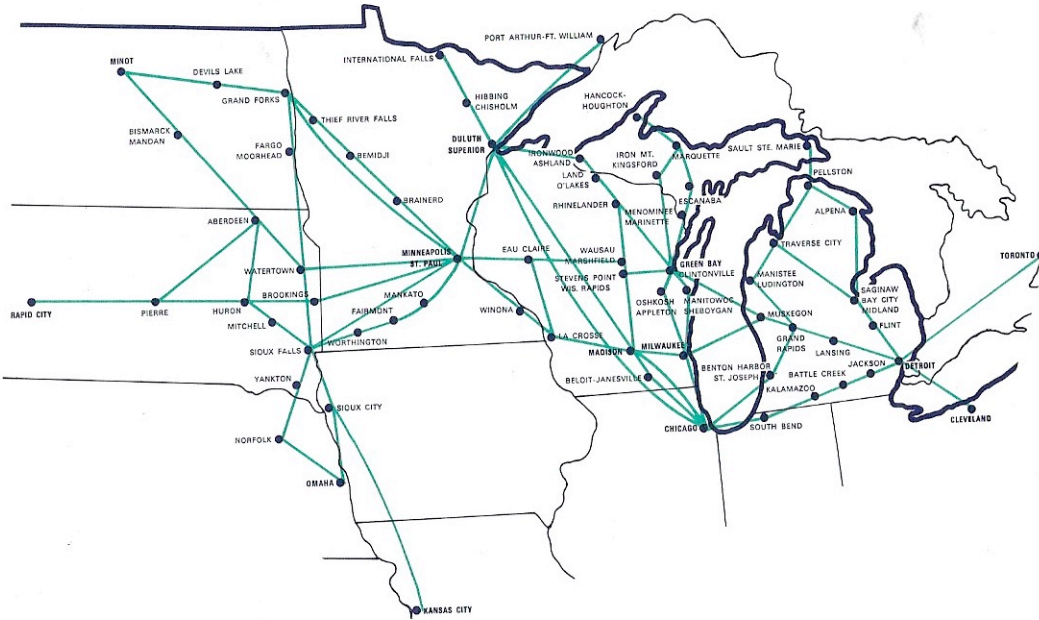 PORT ARTHUR-FT. WILLIAM
INTERNATIONAL FALLS
MINOT
DEVILS LAKE
GRAND FORKS
HIBBING
CHISHOLM
HANCOCK-
HOUGHTON
THIEF RIVER FALLS
BISMARCK
MANDAN
FARGO
MOORHEAD
BEMIDJI
DULUTH
SUPERIOR
IRONWOOD
ASHLAND
IRON MT.
KINGSFORD
MARQUETTE
SAULT STE. MARIE
LAND
O'LAKES
PELLSTON
BRAINERD
RHINELANDER
ESCANABA
MENOMINEE
MARINETTE
ALPENA
ABERDEEN
MINNEAPOLIS
ST. PAUL
EAU CLAIRE
WAUSAU
MARSHFIELD
TRAVERSE CITY
TORONTO
WATERTOWN
STEVENS POINT
WIS. RAPIDS
GREEN BAY
CLINTONVILLE
MANISTEE
LUDINGTON
SAGINAW
BAY CITY
MIDLAND
RAPID CITY
PIERRE
HURON
BROOKINGS
MANKATO
FAIRMONT
WINONA
OSHKOSH
APPLETON
MANITOWOC
SHEBOYGAN
MUSKEGON
MITCHELL
WORTHINGTON
LA CROSSE
FLINT
GRAND
RAPIDS
LANSING
SIOUX FALLS
MADISON
MILWAUKEE
BENTON HARBOR
ST. JOSEPH
JACKSON
DETROIT
BATTLE CREEK
KALAMAZOO
YANKTON
BELOIT-JANESVILLE
SIOUX CITY
CHICAGO
SOUTH BEND
CLEVELAND
NORFOLK
OMAHA
KANSAS CITY